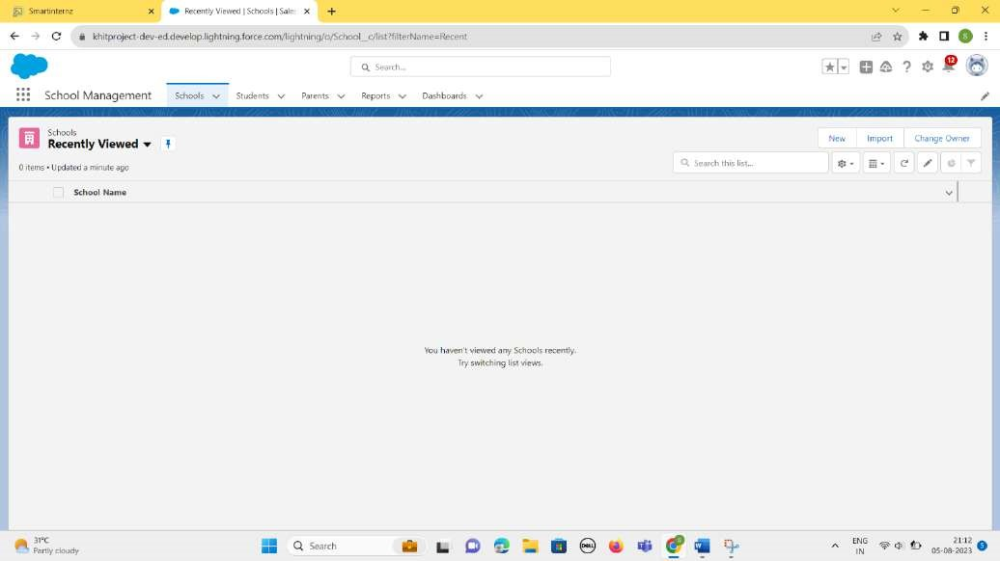 Smartinternz
Recently Viewed | Schools | Sales
khitproject-dev-ed.develop.lightning.force.com/lightning/o/School__c/list?filterName=Recent
S
Search...
12
School Management
Schools
Students
Parents
Reports
Dashboards
Schools
Recently Viewed
New
Import
Change Owner
0 items • Updated a minute ago
Search this list...
School Name
You haven't viewed any Schools recently.
Try switching list views.
31°C
Partly cloudy
Search
DELL
ENG
IN
21:12
05-08-2023
5